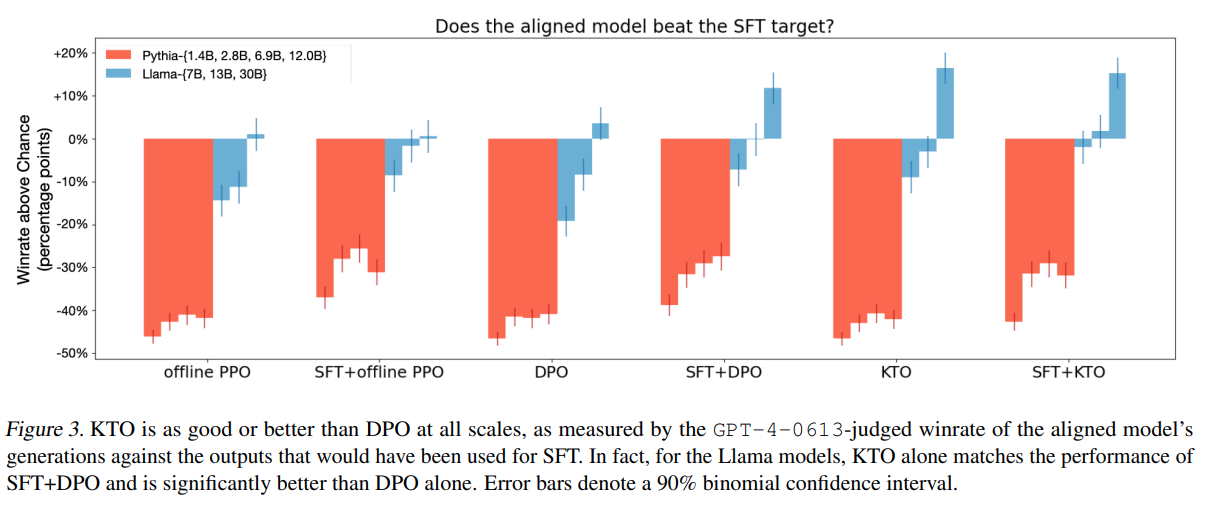 Does the aligned model beat the SFT target?
Pythia-{1.4B, 2.8B, 6.9B, 12.0B}
Llama-{7B, 13B, 30B}
Winrate above Chance
(percentage points)
+20%
+10%
0%
-10%
-20%
-30%
-40%
-50%
offline PPO
SFT+offline PPO
DPO
SFT+DPO
KTO
SFT+KTO
Figure 3. KTO is as good or better than DPO at all scales, as measured by the GPT-4-0613-judged winrate of the aligned model’s
generations against the outputs that would have been used for SFT. In fact, for the Llama models, KTO alone matches the performance of
SFT+DPO and is significantly better than DPO alone. Error bars denote a 90% binomial confidence interval.